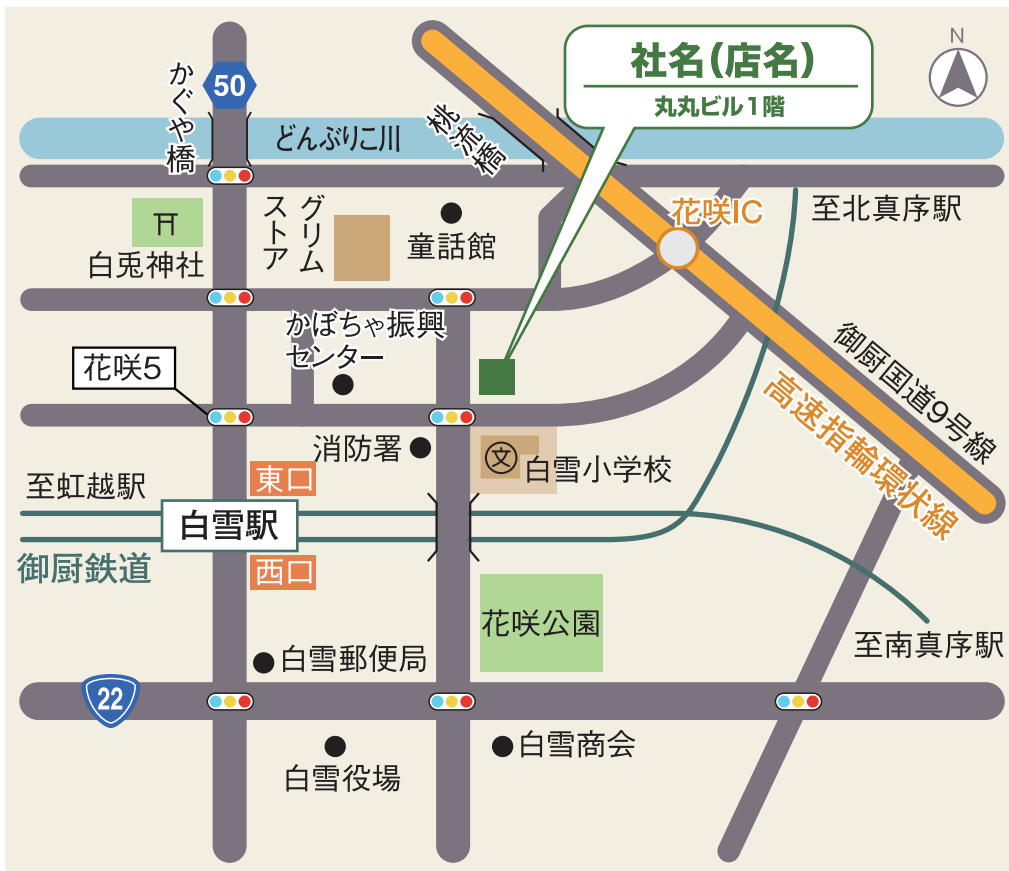 N
社名(店名)
丸丸ビル1階
50
かぐや橋
どんぶりこ川
桃流橋
花咲IC
至北真序駅
白兎神社
グリム
ストア
童話館
かぼちゃ振興
センター
花咲5
御厨国道9号線
高速指輪環状線
消防署
文
白雪小学校
至虹越駅
東口
白雪駅
西口
御厨鉄道
花咲公園
至南真序駅
白雪郵便局
22
白雪役場
白雪商会